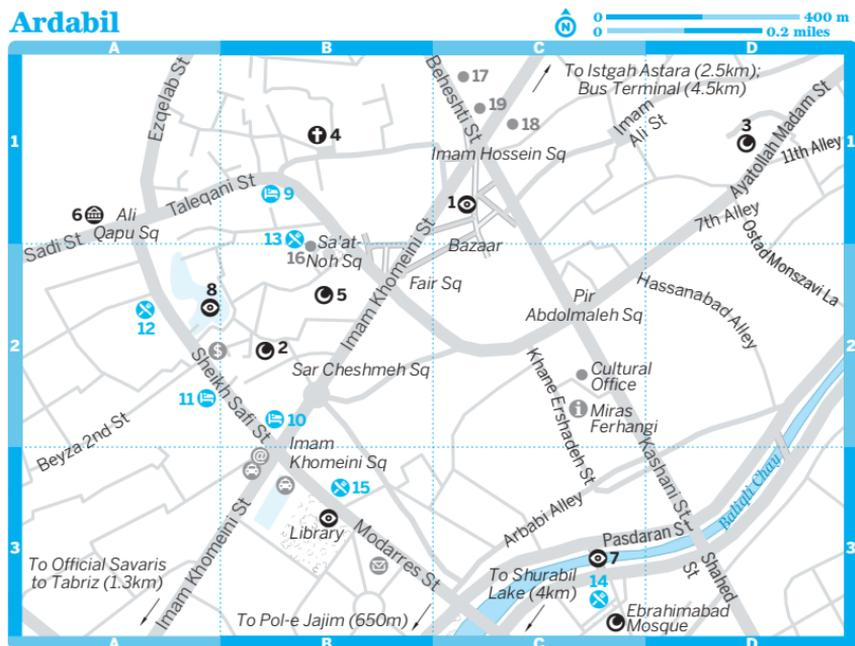 Ardabil
N
0 400 m
0 0.2 miles
A B C D
1
2
3
1
2
3
A B C D
Ezqelab St
Beheshti St
17
19
18
To Istgah Astara (2.5km);
Bus Terminal (4.5km)
Imam
Ali St
3
Ayatollah Madam St
11th Alley
4
Imam Hossein Sq
Taleqani St
9
1
7th Alley
6
Ali
Qapu Sq
Sadi St
13
16
Sa'at-
Noh Sq
Bazaar
Ostad Monszavi La
Imam Khomeini St
Fair Sq
Hassanabad Alley
8
5
Pir
Abdolmaleh Sq
12
$
2
Sar Cheshmeh Sq
Sheikh Safi St
Khane Ershadeh St
Cultural
Office
i
Miras
Ferhangi
11
10
Beyza 2nd St
Imam
Khomeini Sq
@
Kashani St
15
Arbabi Alley
Baliqli Chay
Library
Modarres St
Pasdaran St
7
Shahed
St
To Official Savaris
to Tabriz (1.3km)
Imam Khomeini St
To Shurabil
Lake (4km)
14
To Pol-e Jajim (650m)
Ebrahimabad
Mosque